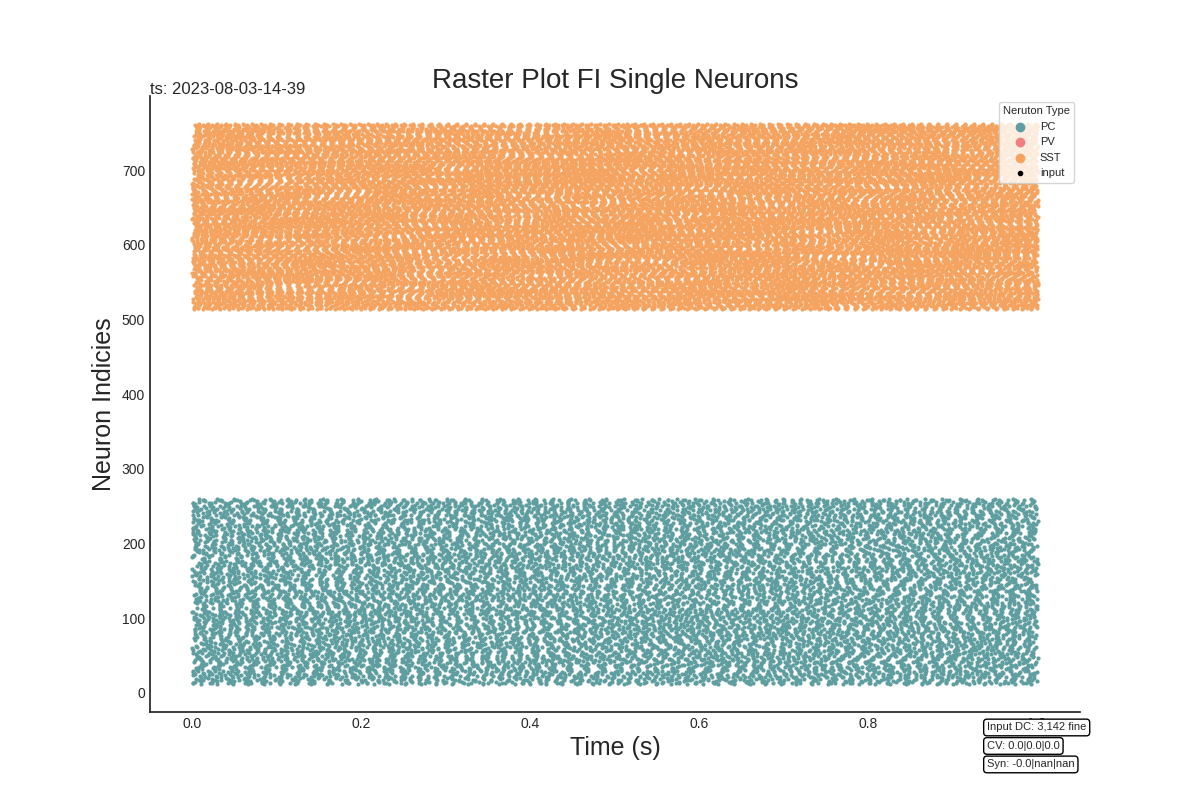 Raster Plot FI Single Neurons
ts: 2023-08-03-14-39
Neruton Type
PC
PV
SST
input
700
600
500
400
300
200
100
0
Neuron Indicies
0.0 0.2 0.4 0.6 0.8
Time (s)
Input DC: 3,142 fine
CV: 0.0|0.0|0.0
Syn: -0.0|nan|nan